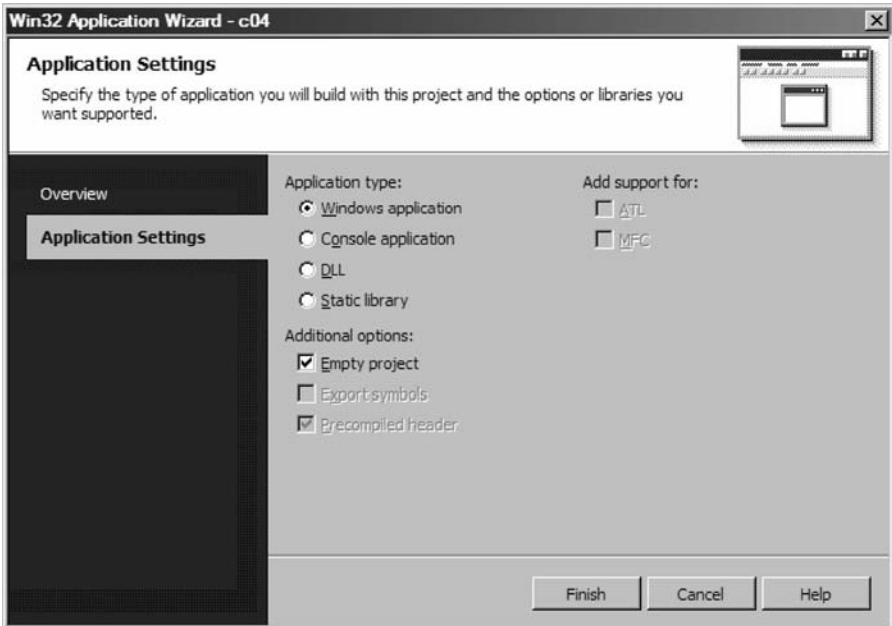 Win32 Application Wizard - c04
Application Settings
Specify the type of application you will build with this project and the options or libraries you
want supported.
Overview
Application Settings
Application type:
Windows application
Console application
DLL
Static library
Additional options:
Empty project
Export symbols
Precompiled header
Add support for:
ATL
MFC
Finish
Cancel
Help